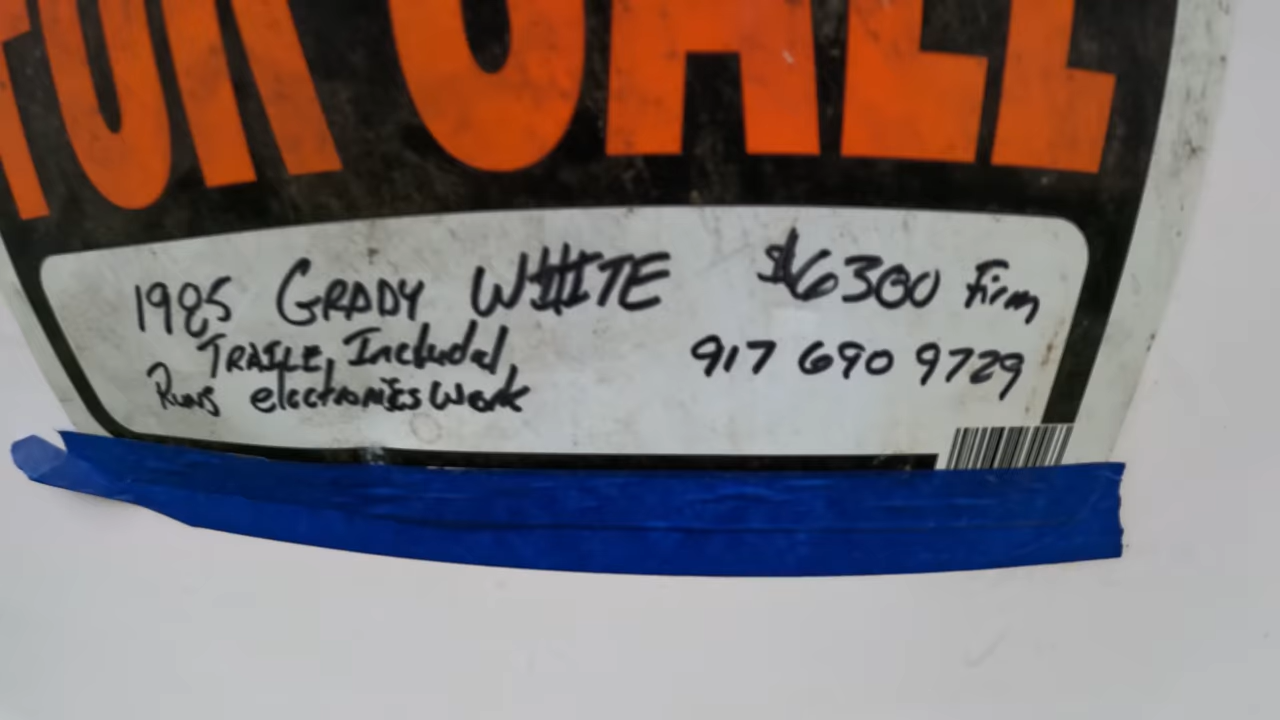 FOR SALE
1985 GRADY WHITE $6300 Firm
TRAILE, Included,
Runs electronics Work
917 690 9729